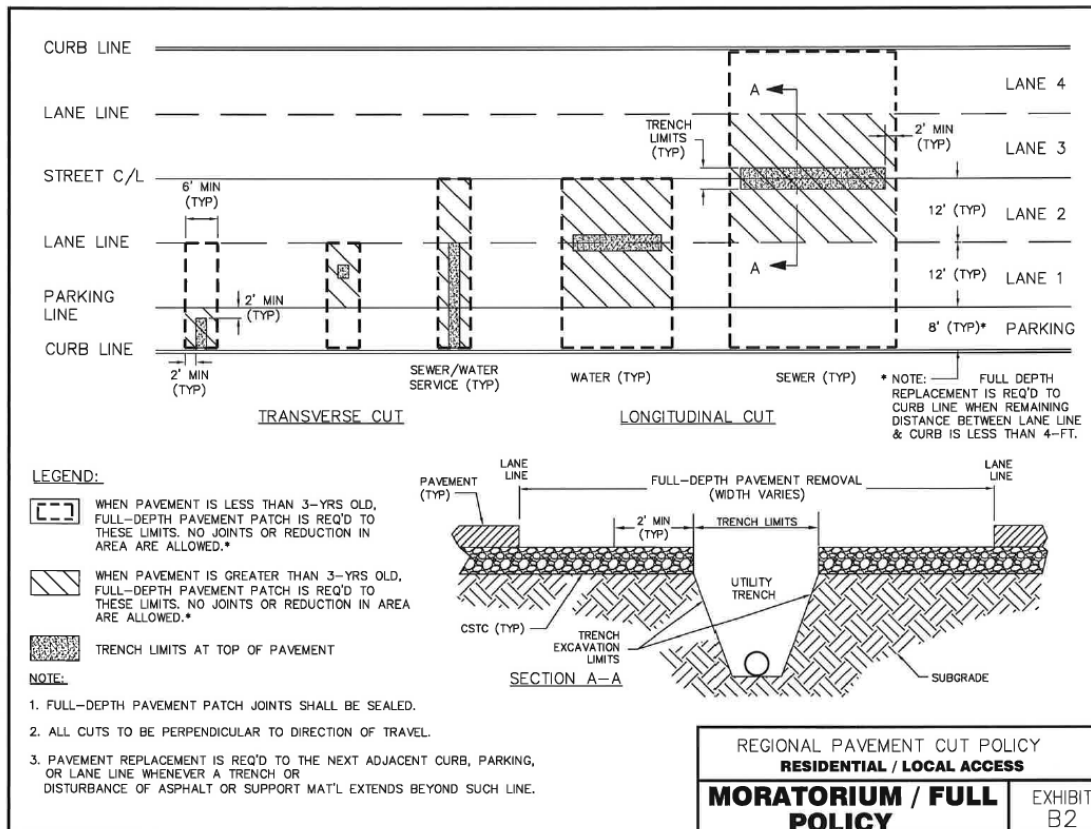 CURB LINE
LANE LINE
STREET C/L
6' MIN
(TYP)
LANE LINE
PARKING
LINE
2' MIN
(TYP)
CURB LINE
2' MIN
(TYP)
TRANSVERSE CUT
SEWER/WATER
SERVICE (TYP)
WATER (TYP)
LONGITUDINAL CUT
SEWER (TYP)
TRENCH
LIMITS
(TYP)
A
A
2' MIN
(TYP)
LANE 4
LANE 3
12' (TYP)
LANE 2
12' (TYP)
LANE 1
8' (TYP)*
PARKING
* NOTE: FULL DEPTH
REPLACEMENT IS REQ'D TO
CURB LINE WHEN REMAINING
DISTANCE BETWEEN LANE LINE
& CURB IS LESS THAN 4-FT.
LEGEND:
WHEN PAVEMENT IS LESS THAN 3-YRS OLD,
FULL-DEPTH PAVEMENT PATCH IS REQ'D TO
THESE LIMITS. NO JOINTS OR REDUCTION IN
AREA ARE ALLOWED.*
WHEN PAVEMENT IS GREATER THAN 3-YRS OLD,
FULL-DEPTH PAVEMENT PATCH IS REQ'D TO
THESE LIMITS. NO JOINTS OR REDUCTION IN AREA
ARE ALLOWED.*
TRENCH LIMITS AT TOP OF PAVEMENT
NOTE:
1. FULL-DEPTH PAVEMENT PATCH JOINTS SHALL BE SEALED.
2. ALL CUTS TO BE PERPENDICULAR TO DIRECTION OF TRAVEL.
3. PAVEMENT REPLACEMENT IS REQ'D TO THE NEXT ADJACENT CURB, PARKING,
OR LANE LINE WHENEVER A TRENCH OR
DISTURBANCE OF ASPHALT OR SUPPORT MAT'L EXTENDS BEYOND SUCH LINE.
PAVEMENT
(TYP)
LANE
LINE
FULL-DEPTH PAVEMENT REMOVAL
(WIDTH VARIES)
LANE
LINE
2' MIN
(TYP)
TRENCH LIMITS
UTILITY
TRENCH
CSTC (TYP)
TRENCH
EXCAVATION
LIMITS
SECTION A-A
SUBGRADE
REGIONAL PAVEMENT CUT POLICY
RESIDENTIAL / LOCAL ACCESS
MORATORIUM / FULL
POLICY
EXHIBIT
B2